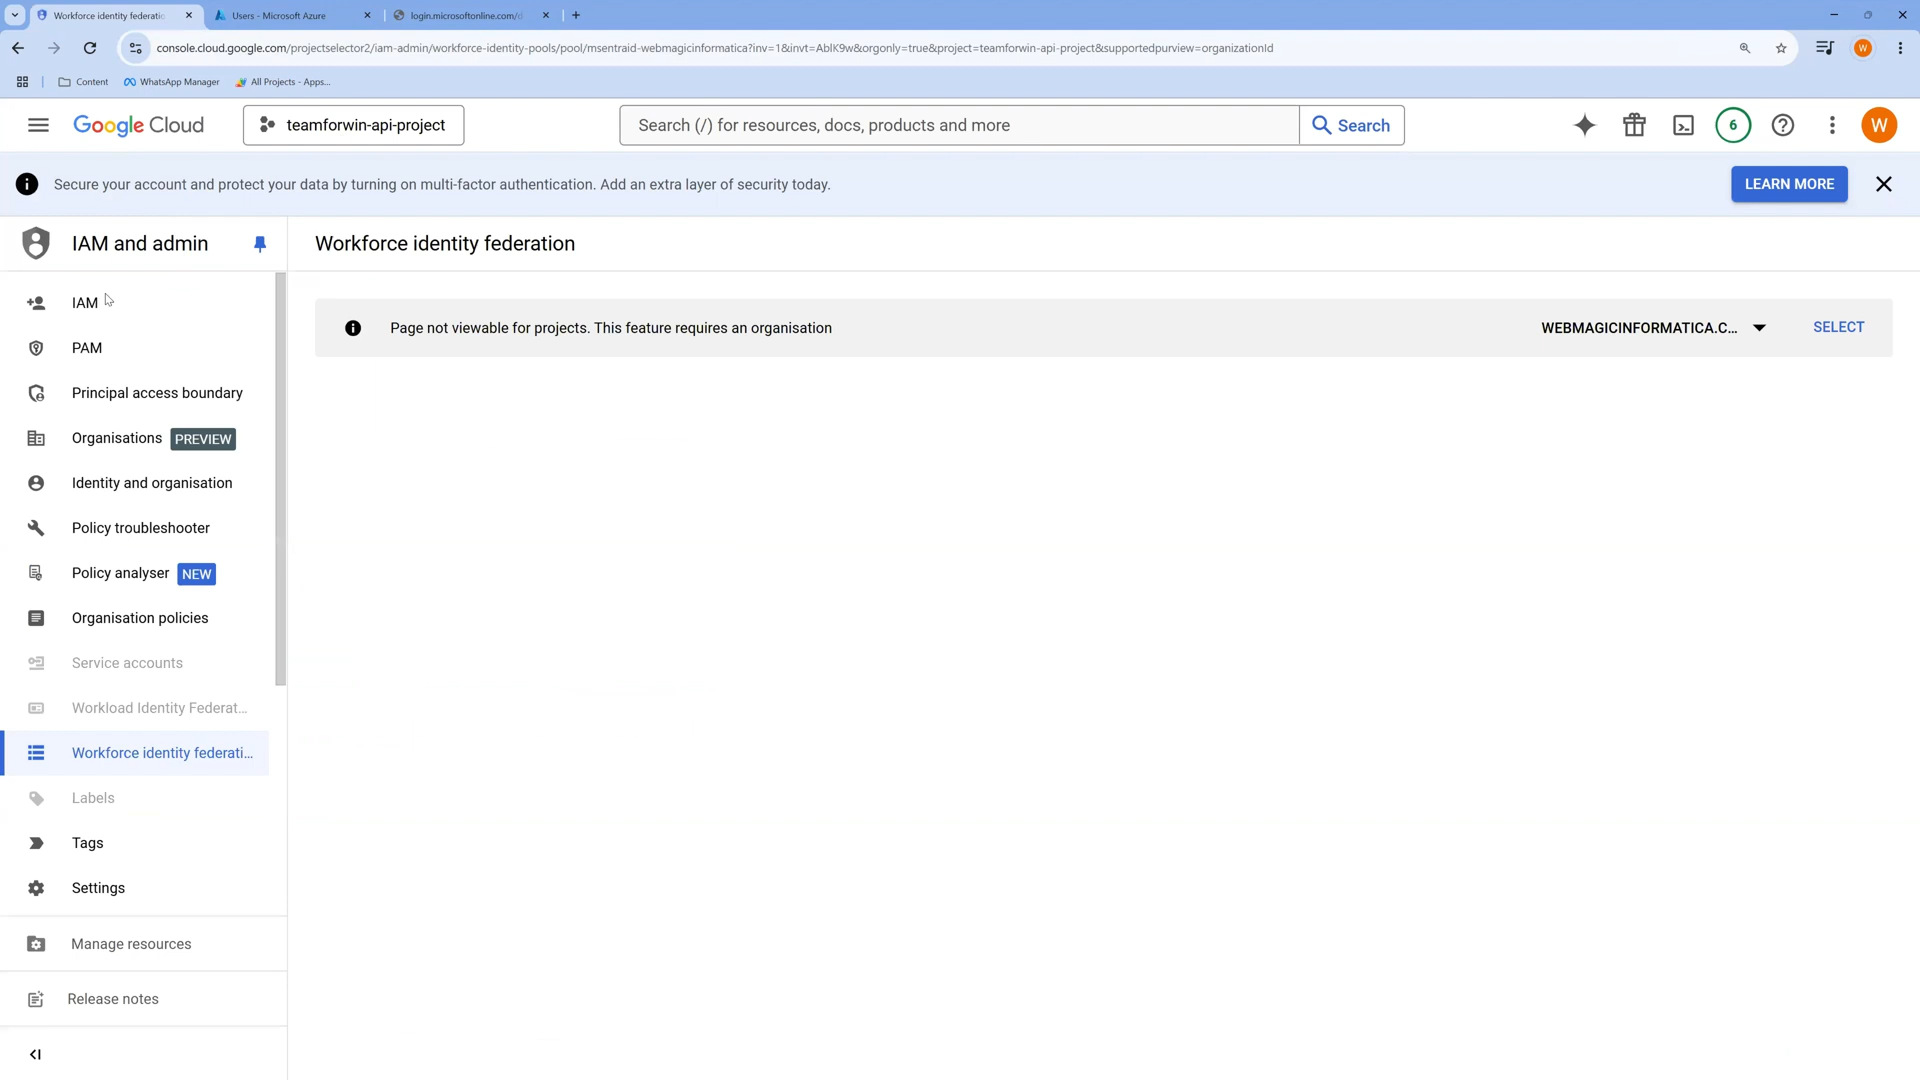 Workforce identity federatio
Users - Microsoft Azure
login.microsoftonline.com/d
console.cloud.google.com/projectselector2/iam-admin/workforce-identity-pools/pool/msentraid-webmagicinformatica?inv=1&invt=AblK9w&orgonly=true&project=teamforwin-api-project&supportedpurview=organizationId
W
Content
WhatsApp Manager
All Projects - Apps...
Google Cloud
teamforwin-api-project
Search (/) for resources, docs, products and more
Search
6
W
Secure your account and protect your data by turning on multi-factor authentication. Add an extra layer of security today.
LEARN MORE
IAM and admin
Workforce identity federation
IAM
Page not viewable for projects. This feature requires an organisation
WEBMAGICINFORMATICA.C...
SELECT
PAM
Principal access boundary
Organisations PREVIEW
Identity and organisation
Policy troubleshooter
Policy analyser NEW
Organisation policies
Service accounts
Workload Identity Federat...
Workforce identity federati...
Labels
Tags
Settings
Manage resources
Release notes